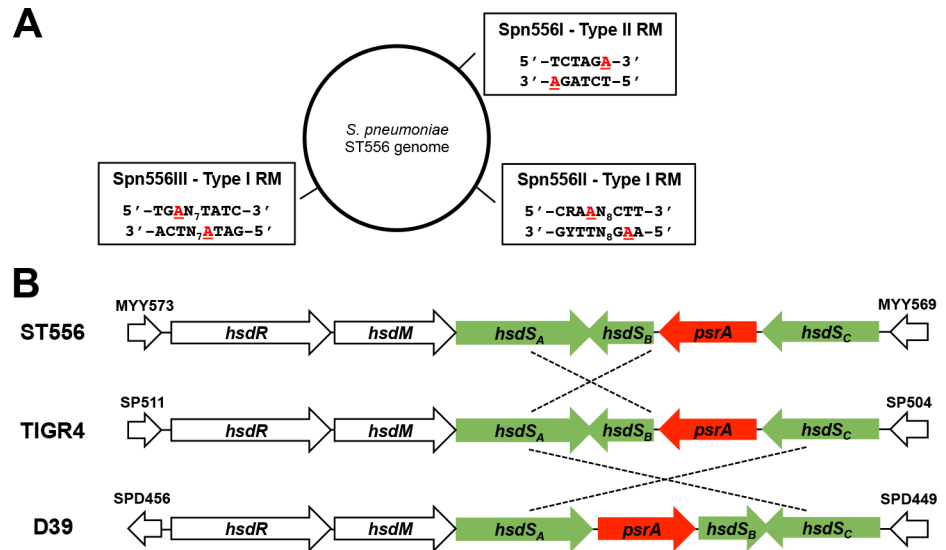 A
Spn556I - Type II RM
5′-TCTAGA-3′
3′-AGATCT-5′
S. pneumoniae
ST556 genome
Spn556III - Type I RM
5′-TGAN7TATC-3′
3′-ACTN7ATAG-5′
Spn556II - Type I RM
5′-CRAAN8CTT-3′
3′-GYTTN8GAA-5′
B
MYY573
MYY569
ST556
hsdR
hsdM
hsdSA
hsdSB
psrA
hsdSC
SP511
SP504
TIGR4
hsdR
hsdM
hsdSA
hsdSB
psrA
hsdSC
SPD456
SPD449
D39
hsdR
hsdM
hsdSA
psrA
hsdSB
hsdSC